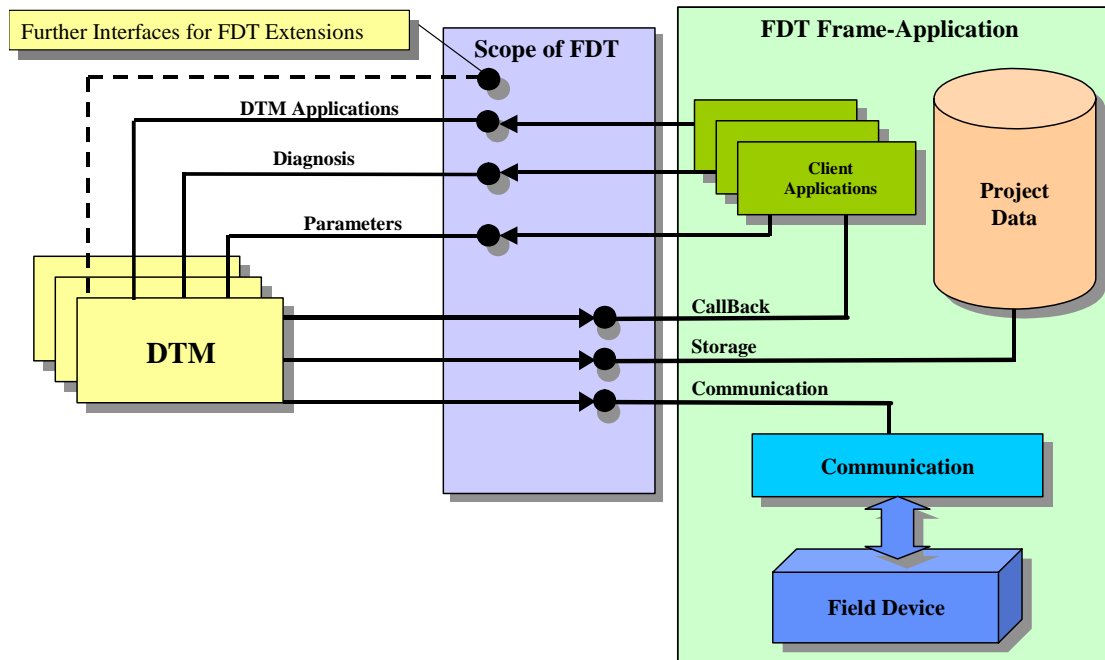 Further Interfaces for FDT Extensions
Scope of FDT
FDT Frame-Application
DTM Applications
Diagnosis
Parameters
Client
Applications
Project
Data
DTM
CallBack
Storage
Communication
Communication
Field Device